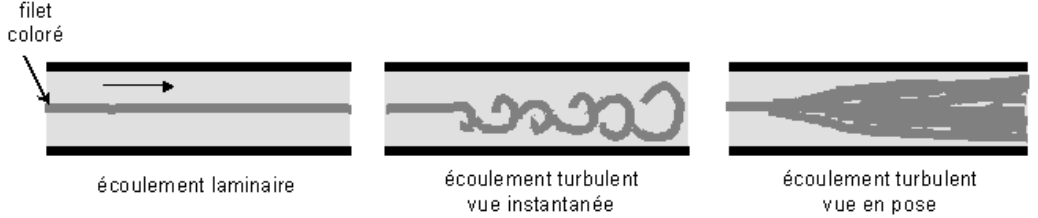 filet
coloré
écoulement laminaire
écoulement turbulent
vue instantanée
écoulement turbulent
vue en pose